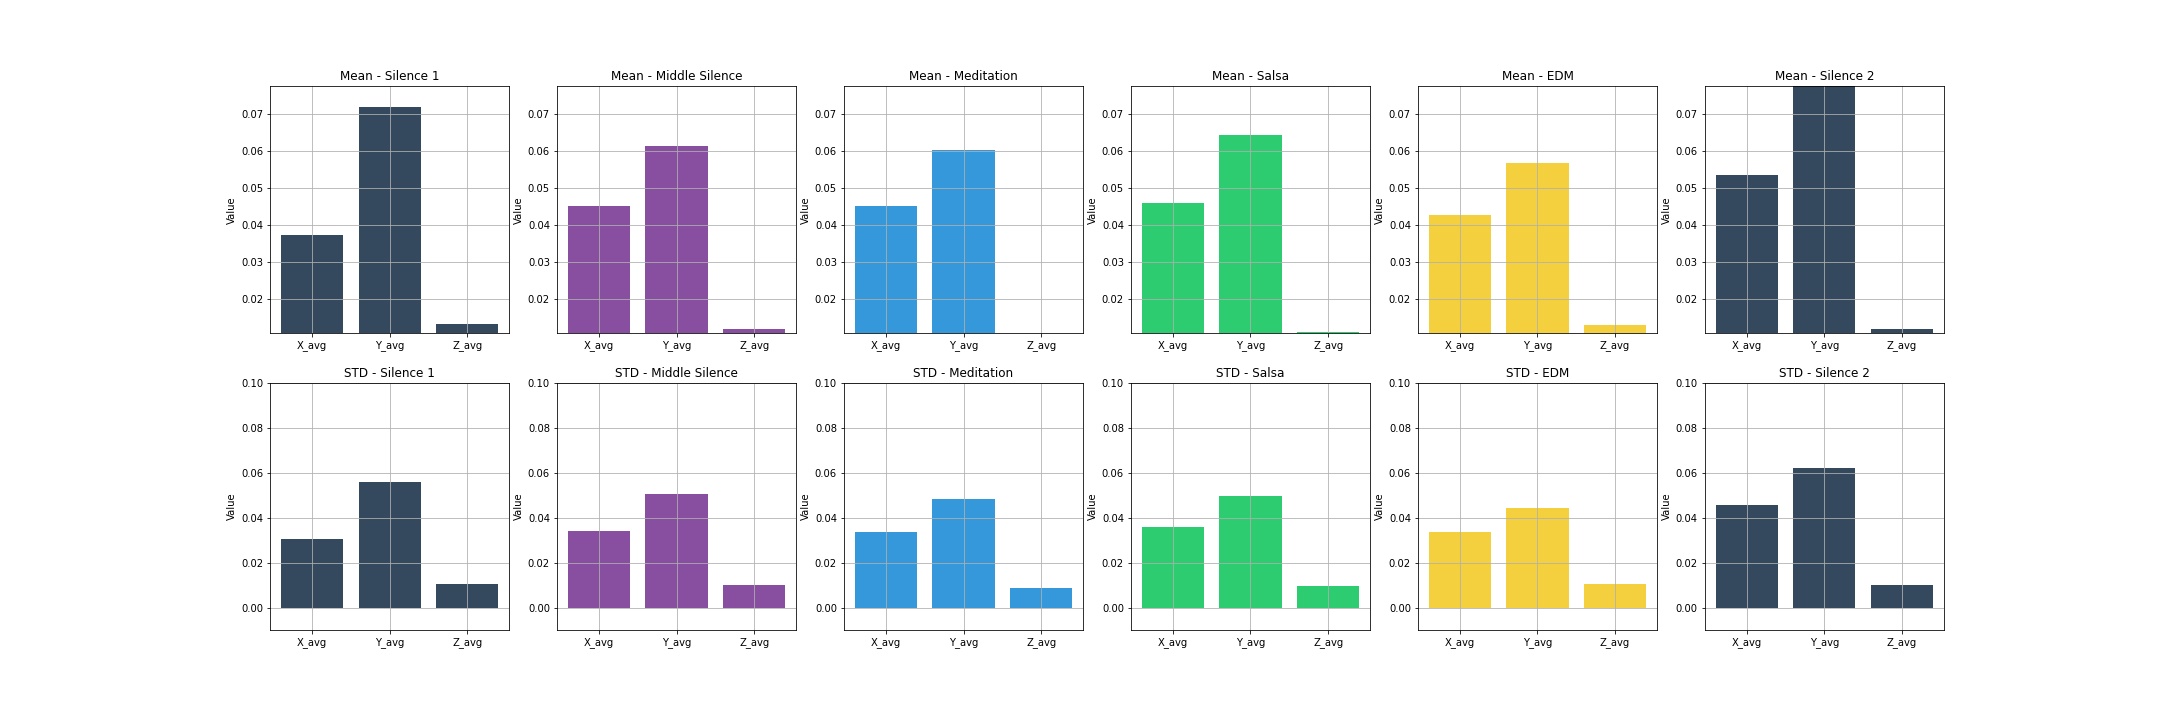 Mean - Silence 1
0.07
0.06
0.05
0.04
0.03
0.02
Value
X_avg Y_avg Z_avg
Mean - Middle Silence
0.07
0.06
0.05
0.04
0.03
0.02
Value
X_avg Y_avg Z_avg
Mean - Meditation
0.07
0.06
0.05
0.04
0.03
0.02
Value
X_avg Y_avg Z_avg
Mean - Salsa
0.07
0.06
0.05
0.04
0.03
0.02
Value
X_avg Y_avg Z_avg
Mean - EDM
0.07
0.06
0.05
0.04
0.03
0.02
Value
X_avg Y_avg Z_avg
Mean - Silence 2
0.07
0.06
0.05
0.04
0.03
0.02
Value
X_avg Y_avg Z_avg
STD - Silence 1
0.10
0.08
0.06
0.04
0.02
0.00
Value
X_avg Y_avg Z_avg
STD - Middle Silence
0.10
0.08
0.06
0.04
0.02
0.00
Value
X_avg Y_avg Z_avg
STD - Meditation
0.10
0.08
0.06
0.04
0.02
0.00
Value
X_avg Y_avg Z_avg
STD - Salsa
0.10
0.08
0.06
0.04
0.02
0.00
Value
X_avg Y_avg Z_avg
STD - EDM
0.10
0.08
0.06
0.04
0.02
0.00
Value
X_avg Y_avg Z_avg
STD - Silence 2
0.10
0.08
0.06
0.04
0.02
0.00
Value
X_avg Y_avg Z_avg